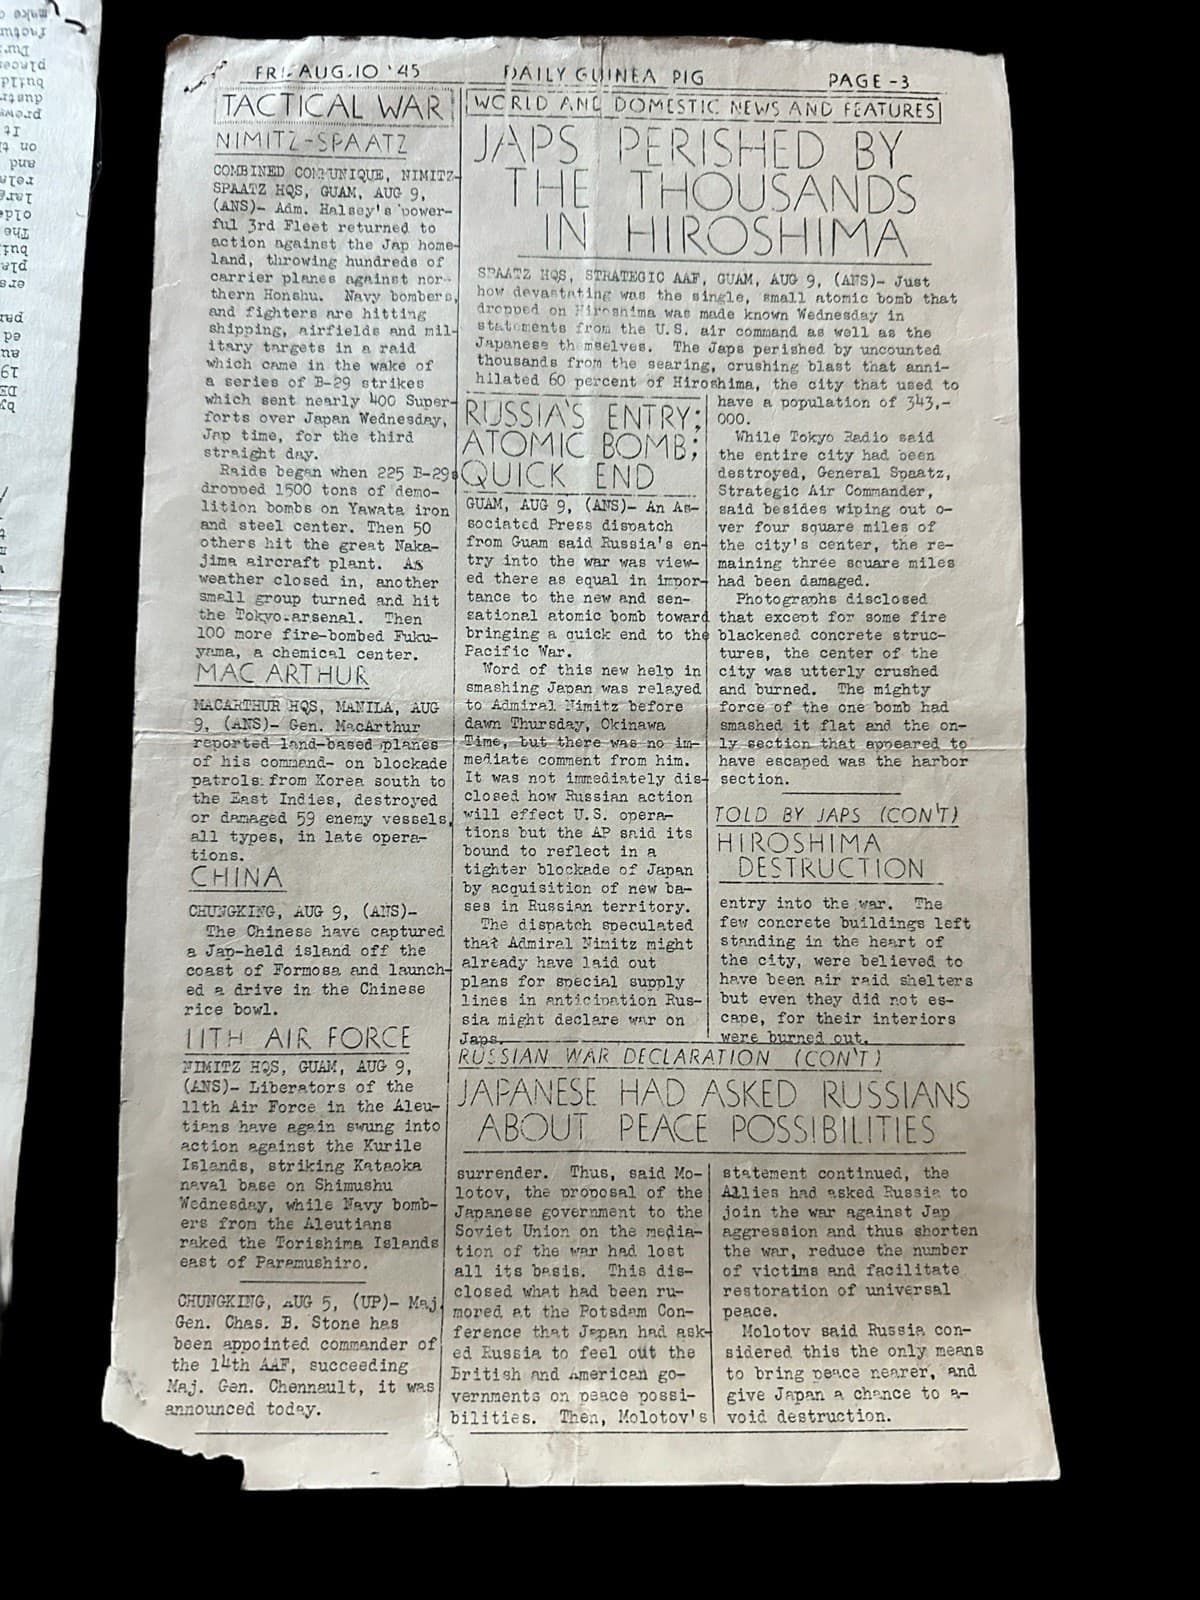 FRI. AUG. 10 '45
DAILY GUINEA PIG
PAGE -3
TACTICAL WAR
NIMITZ-SPAATZ
COMBINED COMMUNIQUE, NIMITZ-
SPAATZ HQS, GUAM, AUG 9,
(ANS)- Adm. Halsey's power-
ful 3rd Fleet returned to
action against the Jap home-
land, throwing hundreds of
carrier planes against nor-
thern Honshu. Navy bombers,
and fighters are hitting
shipping, airfields and mil-
itary targets in a raid
which came in the wake of
a series of B-29 strikes
which sent nearly 400 Super-
forts over Japan Wednesday,
Jap time, for the third
straight day.
Raids began when 225 B-29s
dropped 1500 tons of demo-
lition bombs on Yawata iron
and steel center. Then 50
others hit the great Naka-
jima aircraft plant. As
weather closed in, another
small group turned and hit
the Tokyo-arsenal. Then
100 more fire-bombed Fuku-
yama, a chemical center.
MAC ARTHUR
MACARTHUR HQS, MANILA, AUG
9, (ANS)- Gen. MacArthur
reported land-based planes
of his command- on blockade
patrols from Korea south to
the East Indies, destroyed
or damaged 59 enemy vessels,
all types, in late opera-
tions.
CHINA
CHUNGKING, AUG 9, (ANS)-
The Chinese have captured
a Jap-held island off the
coast of Formosa and launch-
ed a drive in the Chinese
rice bowl.
11TH AIR FORCE
NIMITZ HQS, GUAM, AUG 9,
(ANS)- Liberators of the
11th Air Force in the Aleu-
tians have again swung into
action against the Kurile
Islands, striking Kataoka
naval base on Shimushu
Wednesday, while Navy bomb-
ers from the Aleutians
raked the Torishima Islands
east of Paramushiro.
CHUNGKING, AUG 5, (UP)- Maj.
Gen. Chas. B. Stone has
been appointed commander of
the 14th AAF, succeeding
Maj. Gen. Chennault, it was
announced today.
WORLD AND DOMESTIC NEWS AND FEATURES
JAPS PERISHED BY
THE THOUSANDS
IN HIROSHIMA
SPAATZ HQS, STRATEGIC AAF, GUAM, AUG 9, (ANS)- Just
how devastating was the single, small atomic bomb that
dropped on Hiroshima was made known Wednesday in
statements from the U.S. air command as well as the
Japanese themselves. The Japs perished by uncounted
thousands from the searing, crushing blast that anni-
hilated 60 percent of Hiroshima, the city that used to
have a population of 343,-
000.
While Tokyo Radio said
the entire city had been
destroyed, General Spaatz,
Strategic Air Commander,
said besides wiping out o-
ver four square miles of
the city's center, the re-
maining three square miles
had been damaged.
Photographs disclosed
that except for some fire
blackened concrete struc-
tures, the center of the
city was utterly crushed
and burned. The mighty
force of the one bomb had
smashed it flat and the on-
ly section that appeared to
have escaped was the harbor
section.
RUSSIA'S ENTRY;
ATOMIC BOMB;
QUICK END
GUAM, AUG 9, (ANS)- An As-
sociated Press dispatch
from Guam said Russia's en-
try into the war was view-
ed there as equal in impor-
tance to the new and sen-
sational atomic bomb toward
bringing a quick end to the
Pacific War.
Word of this new help in
smashing Japan was relayed
to Admiral Nimitz before
dawn Thursday, Okinawa
Time, but there was no im-
mediate comment from him.
It was not immediately dis-
closed how Russian action
will effect U.S. opera-
tions but the AP said its
bound to reflect in a
tighter blockade of Japan
by acquisition of new ba-
ses in Russian territory.
The dispatch speculated
that Admiral Nimitz might
already have laid out
plans for special supply
lines in anticipation Rus-
sia might declare war on
Japs.
TOLD BY JAPS (CON'T)
HIROSHIMA
DESTRUCTION
entry into the war. The
few concrete buildings left
standing in the heart of
the city, were believed to
have been air raid shelters
but even they did not es-
cape, for their interiors
were burned out.
RUSSIAN WAR DECLARATION (CON'T)
JAPANESE HAD ASKED RUSSIANS
ABOUT PEACE POSSIBILITIES
surrender. Thus, said Mo-
lotov, the proposal of the
Japanese government to the
Soviet Union on the media-
tion of the war had lost
all its basis. This dis-
closed what had been ru-
mored at the Potsdam Con-
ference that Japan had ask-
ed Russia to feel out the
British and American go-
vernments on peace possi-
bilities. Then, Molotov's
statement continued, the
Allies had asked Russia to
join the war against Jap
aggression and thus shorten
the war, reduce the number
of victims and facilitate
restoration of universal
peace.
Molotov said Russia con-
sidered this the only means
to bring peace nearer, and
give Japan a chance to a-
void destruction.